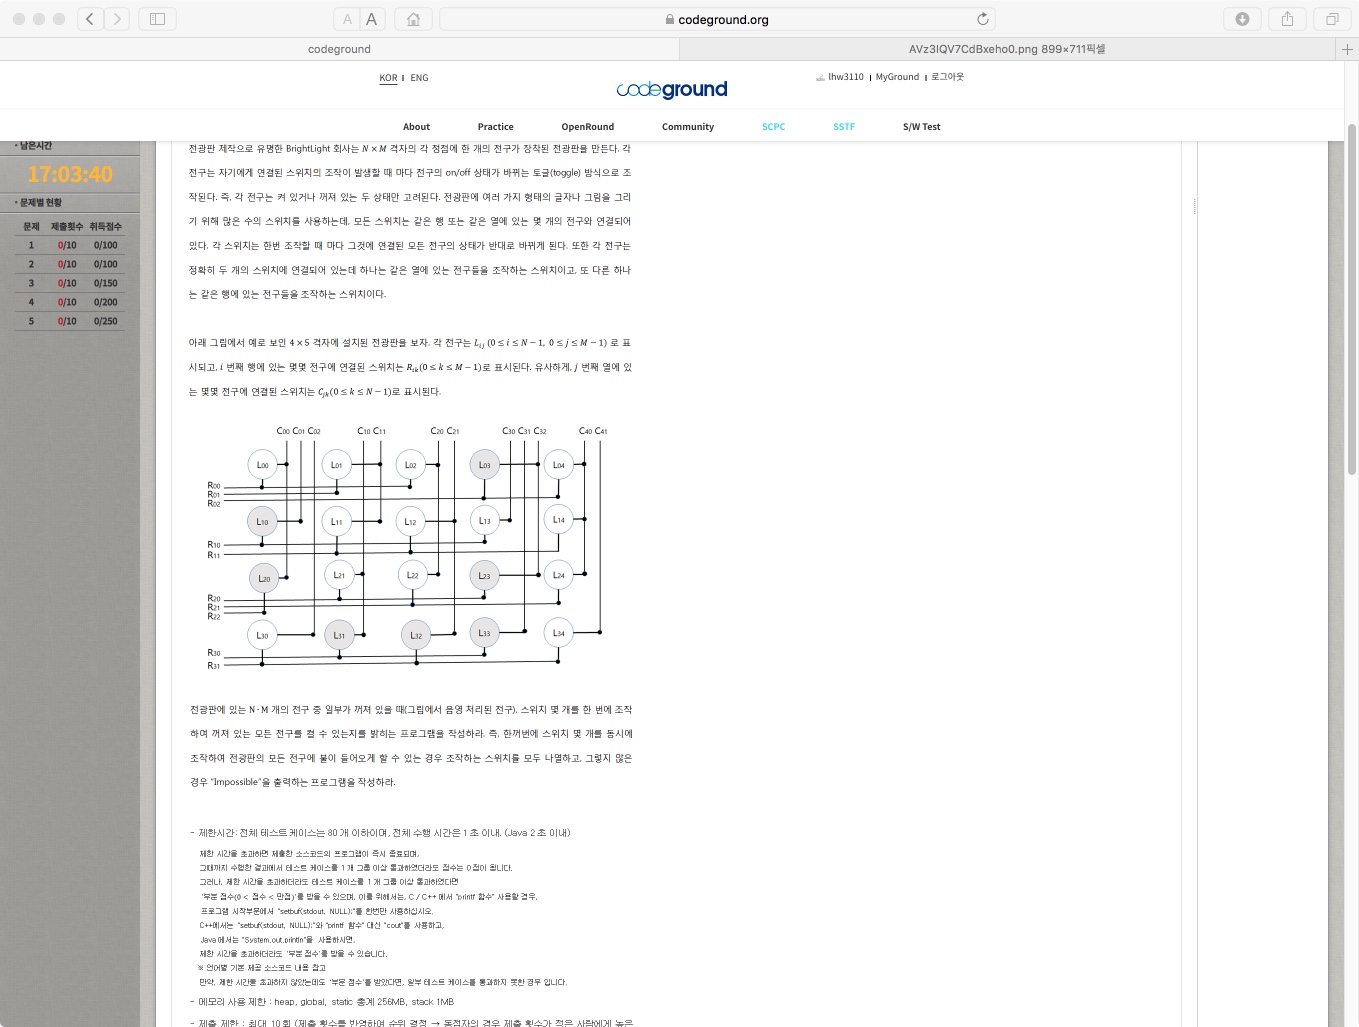 A A codeground.org
codeground AVz3IQV7CdBxeho0.png 899×711픽셀
KOR ENG lhw3110 MyGround 로그아웃
codeground
About Practice OpenRound Community SCPC SSTF S/W Test
· 남은시간
17:03:40
· 문제별 현황
문제 제출횟수 취득점수
1 0/10 0/100
2 0/10 0/100
3 0/10 0/150
4 0/10 0/200
5 0/10 0/250
전광판 제작으로 유명한 BrightLight 회사는 N × M 격자의 각 정점에 한 개의 전구가 장착된 전광판을 만든다. 각
전구는 자기에게 연결된 스위치의 조작이 발생할 때 마다 전구의 on/off 상태가 바뀌는 토글(toggle) 방식으로 조
작된다. 즉, 각 전구는 켜 있거나 꺼져 있는 두 상태만 고려된다. 전광판에 여러 가지 형태의 글자나 그림을 그리
기 위해 많은 수의 스위치를 사용하는데, 모든 스위치는 같은 행 또는 같은 열에 있는 몇 개의 전구와 연결되어
있다. 각 스위치는 한번 조작할 때 마다 그것에 연결된 모든 전구의 상태가 반대로 바뀌게 된다. 또한 각 전구는
정확히 두 개의 스위치에 연결되어 있는데 하나는 같은 열에 있는 전구들을 조작하는 스위치이고, 또 다른 하나
는 같은 행에 있는 전구들을 조작하는 스위치이다.
아래 그림에서 예로 보인 4 × 5 격자에 설치된 전광판을 보자. 각 전구는 Lij (0 ≤ i ≤ N − 1, 0 ≤ j ≤ M − 1) 로 표
시되고, i 번째 행에 있는 몇몇 전구에 연결된 스위치는 Rik(0 ≤ k ≤ M − 1)로 표시된다. 유사하게, j 번째 열에 있
는 몇몇 전구에 연결된 스위치는 Cjk(0 ≤ k ≤ N − 1)로 표시된다.
C00 C01 C02 C10 C11 C20 C21 C30 C31 C32 C40 C41
L00 L01 L02 L03 L04
R00
R01
R02
L10 L11 L12 L13 L14
R10
R11
L20 L21 L22 L23 L24
R20
R21
R22
L30 L31 L32 L33 L34
R30
R31
전광판에 있는 N · M 개의 전구 중 일부가 꺼져 있을 때(그림에서 음영 처리된 전구), 스위치 몇 개를 한 번에 조작
하여 꺼져 있는 모든 전구를 켤 수 있는지를 밝히는 프로그램을 작성하라. 즉, 한꺼번에 스위치 몇 개를 동시에
조작하여 전광판의 모든 전구에 불이 들어오게 할 수 있는 경우 조작하는 스위치를 모두 나열하고, 그렇지 않은
경우 "Impossible"을 출력하는 프로그램을 작성하라.
- 제한시간: 전체 테스트 케이스는 80개 이하이며, 전체 수행 시간은 1초 이내. (Java 2초 이내)
제한 시간을 초과하면 제출한 소스코드의 프로그램이 즉시 종료되며,
그때까지 수행한 결과에서 테스트 케이스를 1개 그룹 이상 통과하였더라도 점수는 0점이 됩니다.
그러나, 제한 시간을 초과하더라도 테스트 케이스를 1개 그룹 이상 통과하였다면
'부분 점수(0 < 점수 < 만점)'를 받을 수 있으며, 이를 위해서는, C / C++ 에서 "printf 함수" 사용할 경우,
프로그램 시작부분에서 "setbuf(stdout, NULL);"를 한번만 사용하십시오.
C++에서는 "setbuf(stdout, NULL);"와 "printf 함수" 대신 "cout"를 사용하고,
Java에서는 "System.out.println"을 사용하시면,
제한 시간을 초과하더라도 '부분 점수'를 받을 수 있습니다.
※ 언어별 기본 제공 소스코드 내용 참고
만약, 제한 시간을 초과하지 않았는데도 '부분 점수'를 받았다면, 일부 테스트 케이스를 통과하지 못한 경우 입니다.
- 메모리 사용 제한 : heap, global, static 총계 256MB, stack 1MB
- 제출 제한 : 최대 10회 (제출 횟수를 반영하여 순위 결정 → 동점자의 경우 제출 횟수가 적은 사람에게 높은